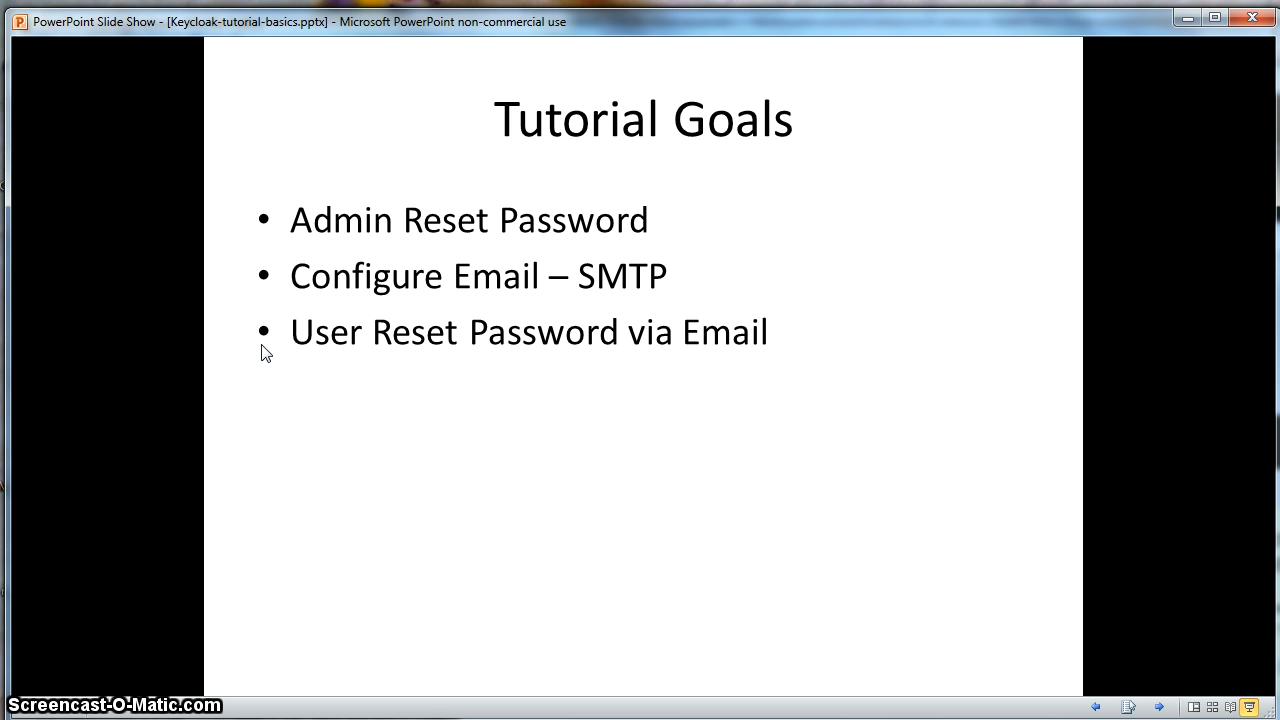 PowerPoint Slide Show - [Keycloak-tutorial-basics.pptx] - Microsoft PowerPoint non-commercial use
Tutorial Goals
• Admin Reset Password
• Configure Email – SMTP
• User Reset Password via Email
Screencast-O-Matic.com